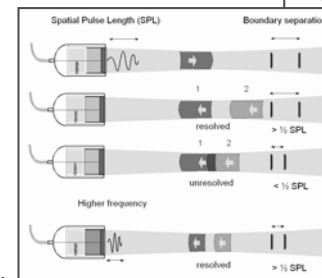 Spatial Pulse Length (SPL) Boundary separatio
1 2
resolved > ½ SPL
1 2
unresolved < ½ SPL
Higher frequency
resolved > ½ SPL